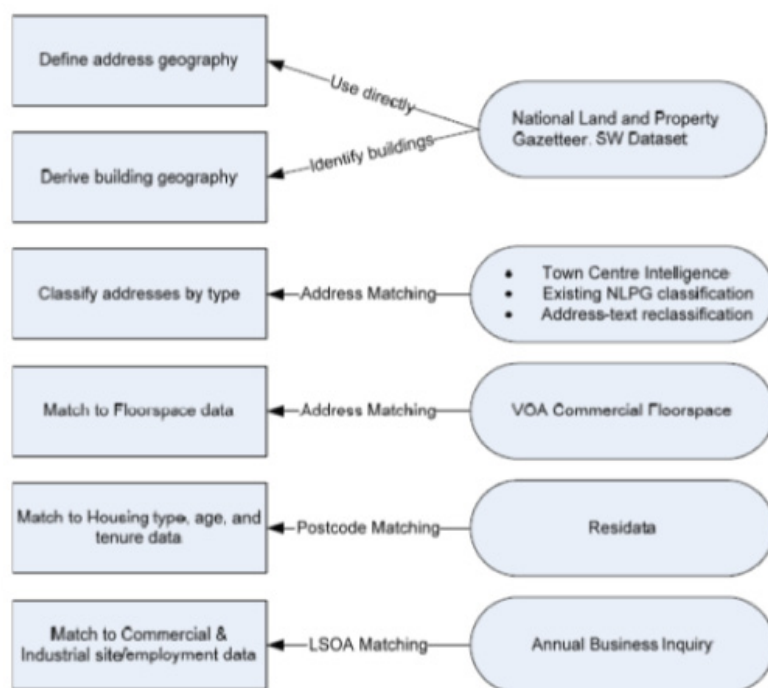 Define address geography
Use directly
National Land and Property
Gazetteer. SW Dataset
Identify buildings
Derive building geography
Classify addresses by type
Address Matching
• Town Centre Intelligence
• Existing NLPG classification
• Address-text reclassification
Match to Floorspace data
Address Matching
VOA Commercial Floorspace
Match to Housing type, age, and
tenure data
Postcode Matching
Residata
Match to Commercial &
Industrial site/employment data
LSOA Matching
Annual Business Inquiry